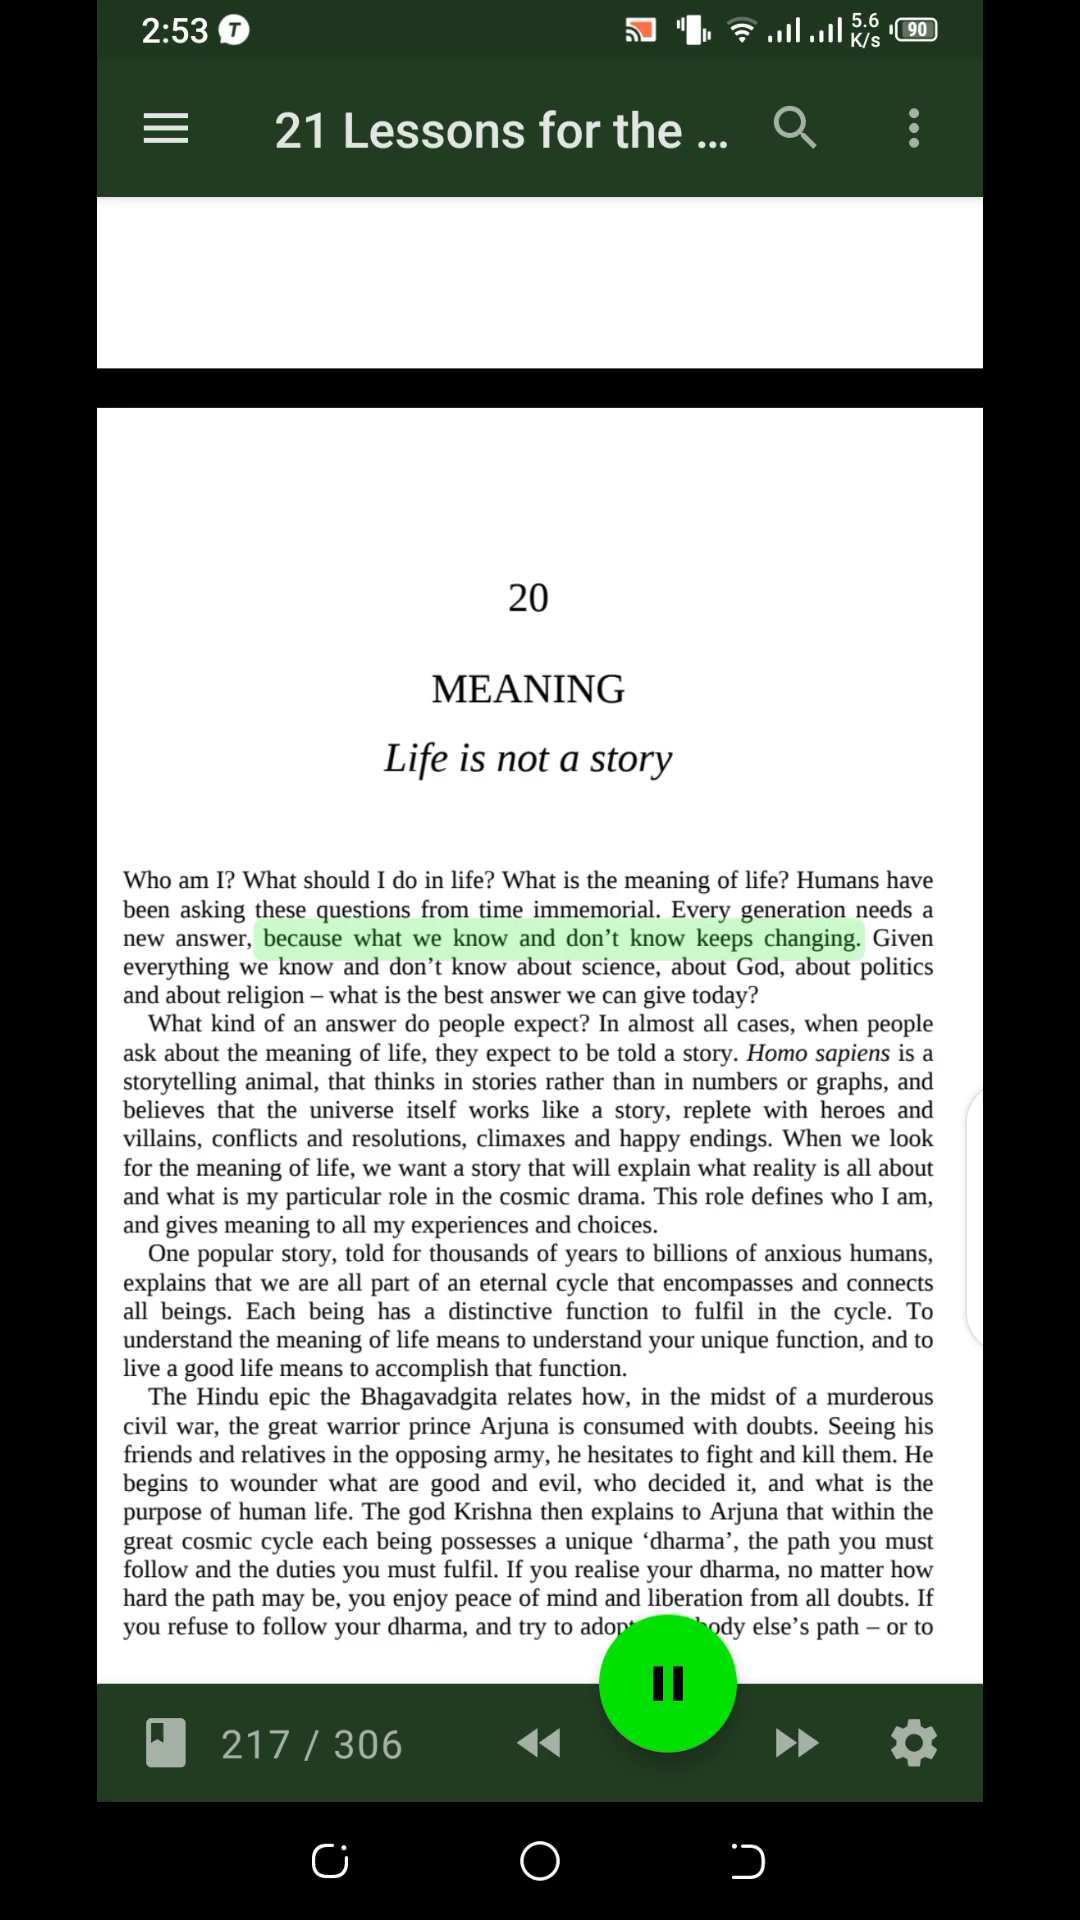 2:53
5.6
K/s
90
21 Lessons for the ...
20
MEANING
Life is not a story
Who am I? What should I do in life? What is the meaning of life? Humans have
been asking these questions from time immemorial. Every generation needs a
new answer, because what we know and don’t know keeps changing. Given
everything we know and don’t know about science, about God, about politics
and about religion – what is the best answer we can give today?
What kind of an answer do people expect? In almost all cases, when people
ask about the meaning of life, they expect to be told a story. Homo sapiens is a
storytelling animal, that thinks in stories rather than in numbers or graphs, and
believes that the universe itself works like a story, replete with heroes and
villains, conflicts and resolutions, climaxes and happy endings. When we look
for the meaning of life, we want a story that will explain what reality is all about
and what is my particular role in the cosmic drama. This role defines who I am,
and gives meaning to all my experiences and choices.
One popular story, told for thousands of years to billions of anxious humans,
explains that we are all part of an eternal cycle that encompasses and connects
all beings. Each being has a distinctive function to fulfil in the cycle. To
understand the meaning of life means to understand your unique function, and to
live a good life means to accomplish that function.
The Hindu epic the Bhagavadgita relates how, in the midst of a murderous
civil war, the great warrior prince Arjuna is consumed with doubts. Seeing his
friends and relatives in the opposing army, he hesitates to fight and kill them. He
begins to wounder what are good and evil, who decided it, and what is the
purpose of human life. The god Krishna then explains to Arjuna that within the
great cosmic cycle each being possesses a unique ‘dharma’, the path you must
follow and the duties you must fulfil. If you realise your dharma, no matter how
hard the path may be, you enjoy peace of mind and liberation from all doubts. If
you refuse to follow your dharma, and try to adopt else’s path – or to
217 / 306